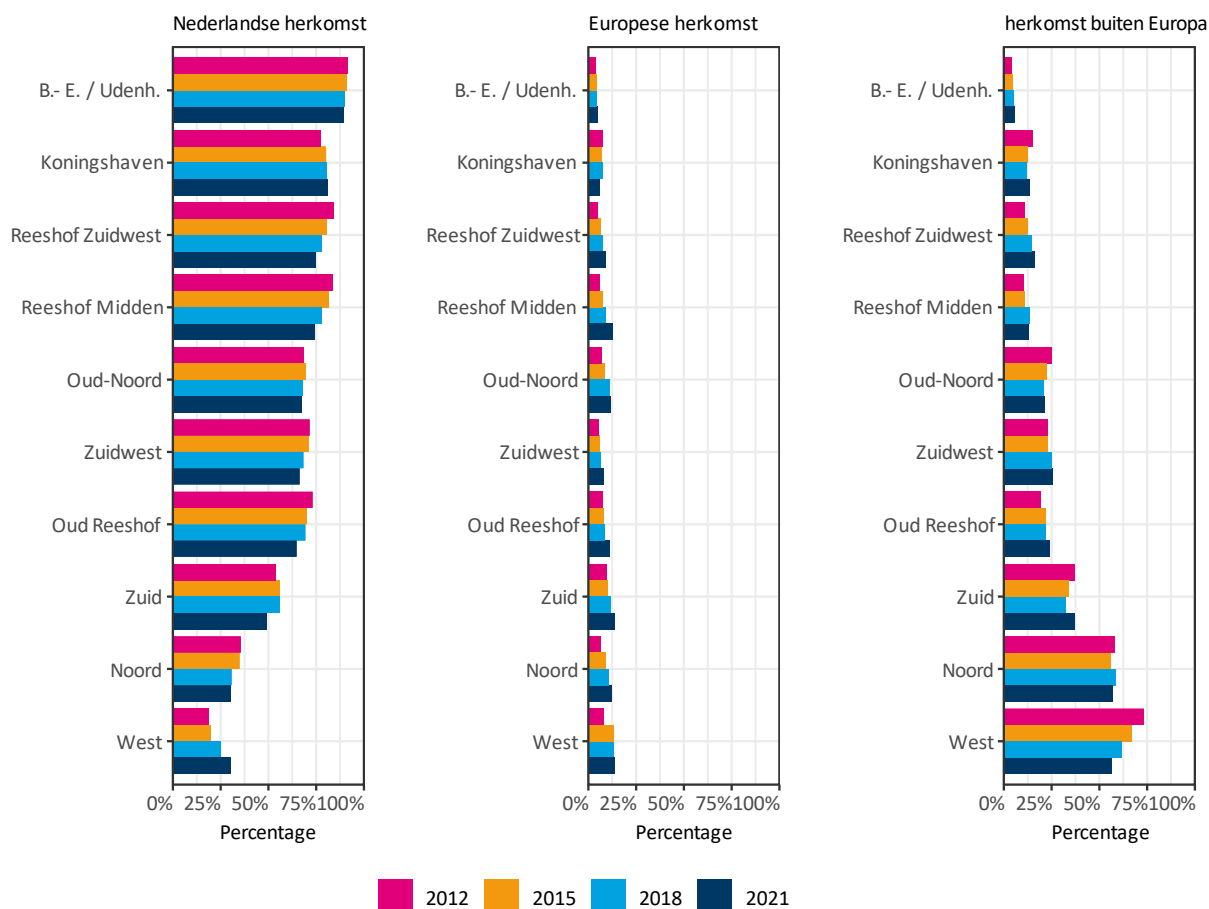 Nederlandse herkomst
B.- E. / Udenh.
Koningshaven
Reeshof Zuidwest
Reeshof Midden
Oud-Noord
Zuidwest
Oud Reeshof
Zuid
Noord
West
0% 25% 50% 75% 100%
Percentage
Europese herkomst
B.- E. / Udenh.
Koningshaven
Reeshof Zuidwest
Reeshof Midden
Oud-Noord
Zuidwest
Oud Reeshof
Zuid
Noord
West
0% 25% 50% 75% 100%
Percentage
herkomst buiten Europa
B.- E. / Udenh.
Koningshaven
Reeshof Zuidwest
Reeshof Midden
Oud-Noord
Zuidwest
Oud Reeshof
Zuid
Noord
West
0% 25% 50% 75% 100%
Percentage
2012 2015 2018 2021